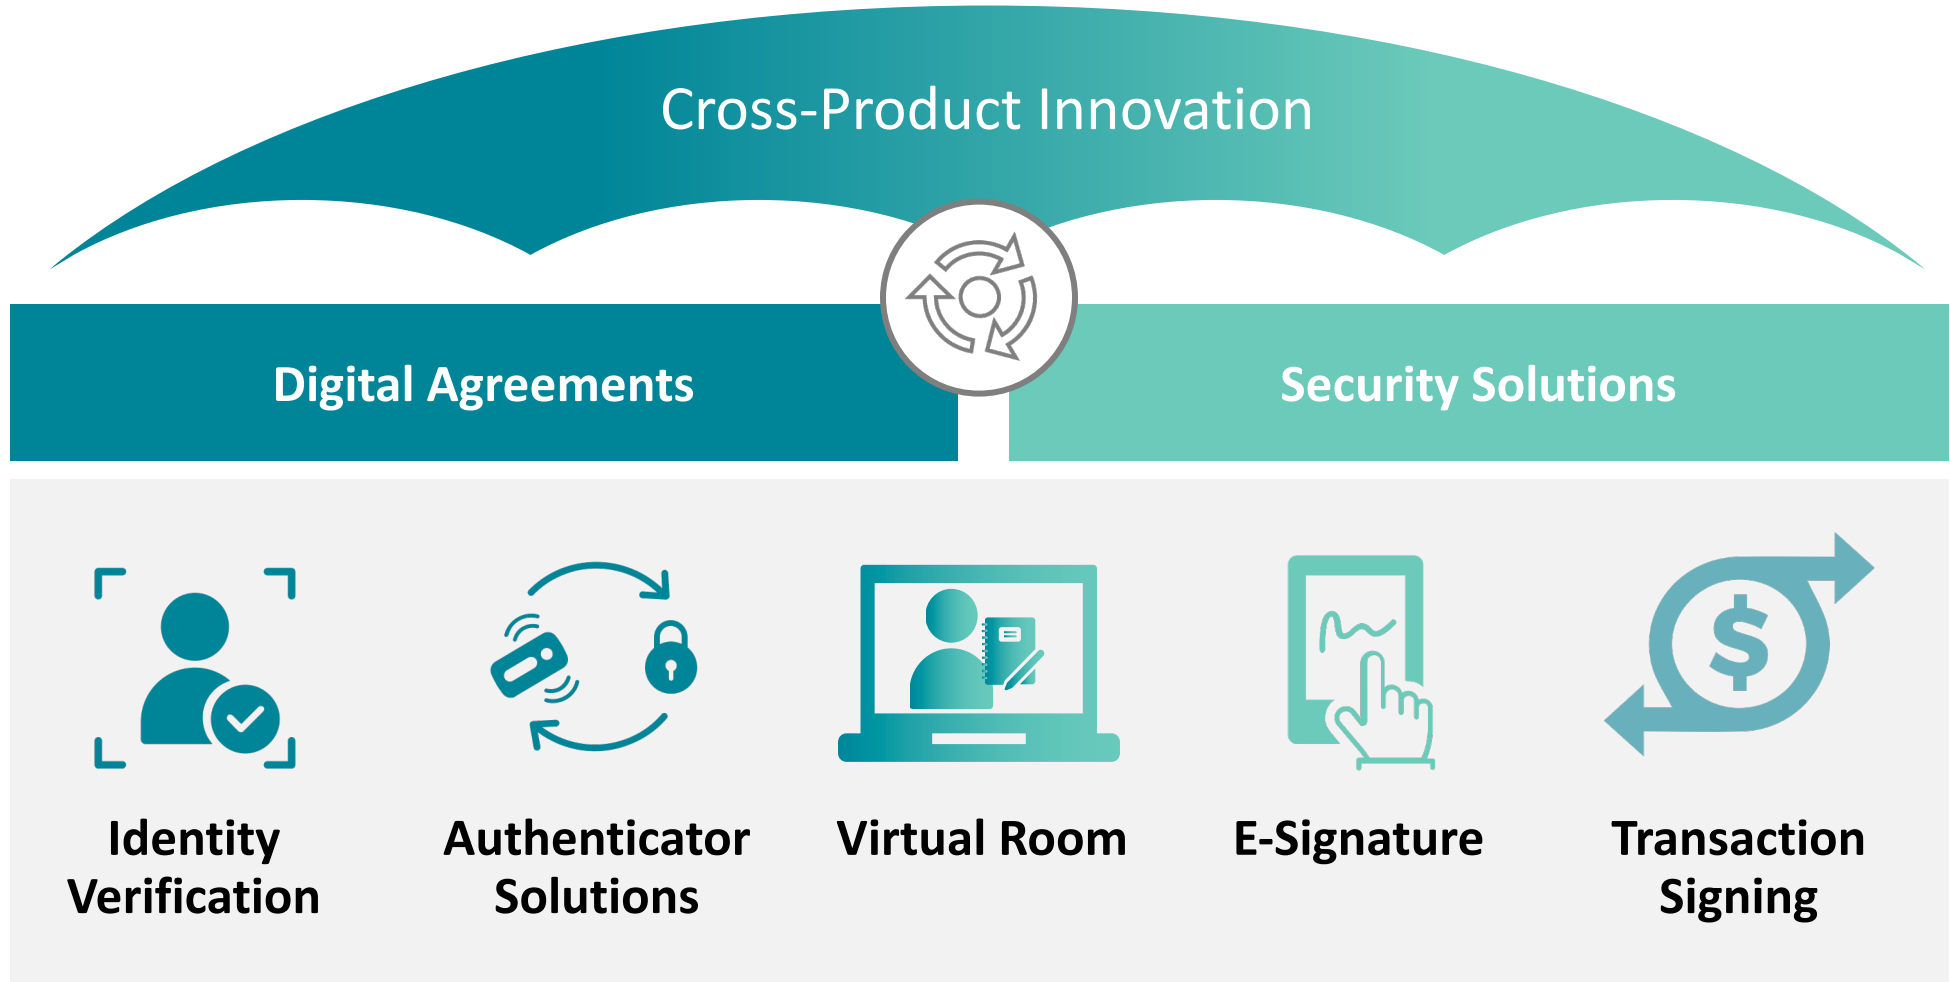 Cross-Product Innovation
Digital Agreements
Security Solutions
Identity
Verification
Authenticator
Solutions
Virtual Room
E-Signature
Transaction
Signing